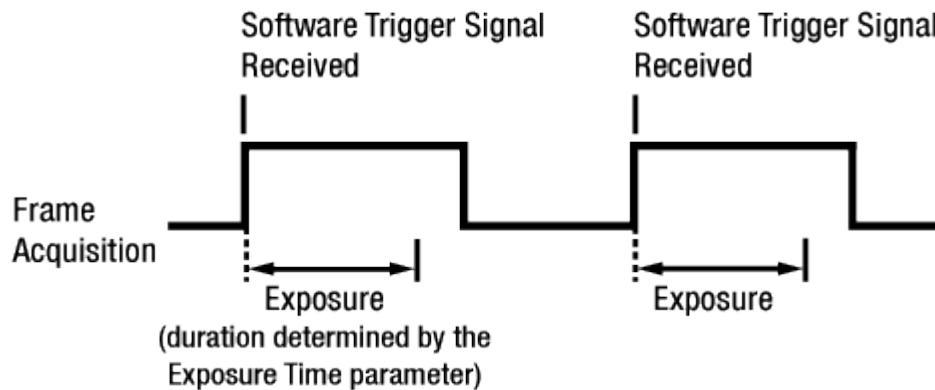 Software Trigger Signal
Received
Software Trigger Signal
Received
Frame
Acquisition
Exposure
(duration determined by the
Exposure Time parameter)
Exposure